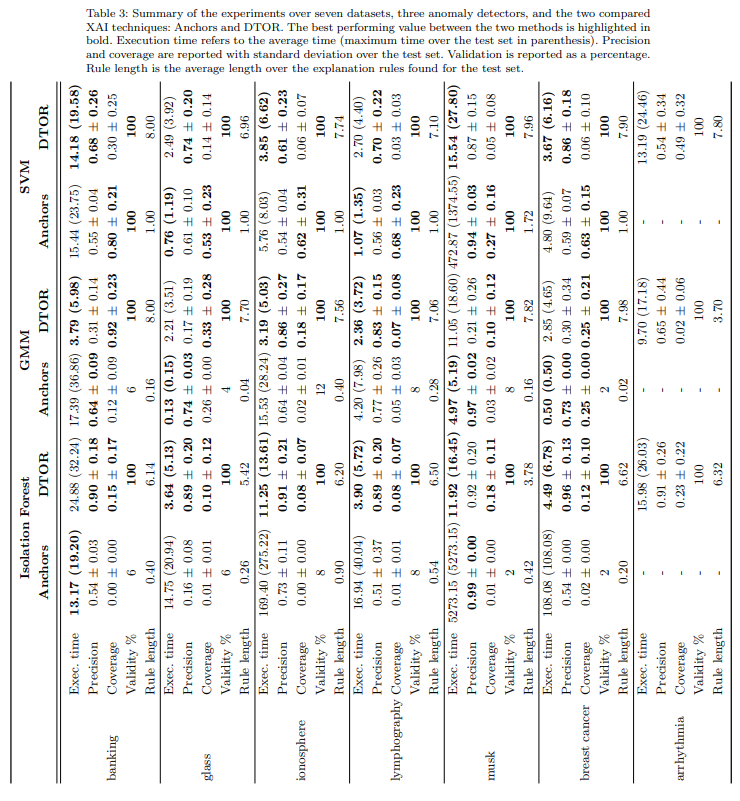 Table 3: Summary of the experiments over seven datasets, three anomaly detectors, and the two compared
XAI techniques: Anchors and DTOR. The best performing value between the two methods is highlighted in
bold. Execution time refers to the average time (maximum time over the test set in parenthesis). Precision
and coverage are reported with standard deviation over the test set. Validation is reported as a percentage.
Rule length is the average length over the explanation rules found for the test set.
Isolation Forest GMM SVM
Anchors DTOR Anchors DTOR Anchors DTOR
banking
Exec. time 13.17 (19.20) 24.88 (32.24) 17.39 (36.86) 3.79 (5.98) 15.44 (23.75) 14.18 (19.58)
Precision 0.54 ± 0.03 0.90 ± 0.18 0.64 ± 0.09 0.31 ± 0.14 0.55 ± 0.04 0.68 ± 0.26
Coverage 0.00 ± 0.00 0.15 ± 0.17 0.12 ± 0.09 0.92 ± 0.23 0.80 ± 0.21 0.30 ± 0.25
Validity % 6 100 6 100 100 100
Rule length 0.40 6.14 0.16 8.00 1.00 8.00
glass
Exec. time 14.75 (20.94) 3.64 (5.13) 0.13 (0.15) 2.21 (3.51) 0.76 (1.19) 2.49 (3.92)
Precision 0.16 ± 0.08 0.89 ± 0.20 0.74 ± 0.03 0.17 ± 0.19 0.61 ± 0.10 0.74 ± 0.20
Coverage 0.01 ± 0.01 0.10 ± 0.12 0.26 ± 0.00 0.33 ± 0.28 0.53 ± 0.23 0.14 ± 0.14
Validity % 6 100 4 100 100 100
Rule length 0.26 5.42 0.04 7.70 1.00 6.96
ionosphere
Exec. time 169.40 (275.22) 11.25 (13.61) 15.53 (28.24) 3.19 (5.03) 5.76 (8.03) 3.85 (6.62)
Precision 0.73 ± 0.11 0.91 ± 0.21 0.64 ± 0.04 0.86 ± 0.27 0.54 ± 0.04 0.61 ± 0.23
Coverage 0.00 ± 0.00 0.08 ± 0.07 0.02 ± 0.01 0.18 ± 0.17 0.62 ± 0.31 0.06 ± 0.07
Validity % 8 100 12 100 100 100
Rule length 0.90 6.20 0.40 7.56 1.00 7.74
lymphography
Exec. time 16.94 (40.04) 3.90 (5.72) 4.20 (7.98) 2.36 (3.72) 1.07 (1.35) 2.70 (4.40)
Precision 0.51 ± 0.37 0.89 ± 0.20 0.77 ± 0.26 0.83 ± 0.15 0.56 ± 0.03 0.70 ± 0.22
Coverage 0.01 ± 0.01 0.08 ± 0.07 0.05 ± 0.03 0.07 ± 0.08 0.68 ± 0.23 0.03 ± 0.03
Validity % 8 100 8 100 100 100
Rule length 0.54 6.50 0.28 7.06 1.00 7.10
musk
Exec. time 5273.15 (5273.15) 11.92 (16.45) 4.97 (5.19) 11.05 (18.60) 472.87 (1374.55) 15.54 (27.80)
Precision 0.99 ± 0.00 0.92 ± 0.20 0.97 ± 0.02 0.21 ± 0.26 0.94 ± 0.03 0.87 ± 0.15
Coverage 0.01 ± 0.00 0.18 ± 0.11 0.03 ± 0.02 0.10 ± 0.12 0.27 ± 0.16 0.05 ± 0.08
Validity % 2 100 8 100 100 100
Rule length 0.42 3.78 0.16 7.82 1.72 7.96
breast cancer
Exec. time 108.08 (108.08) 4.49 (6.78) 0.50 (0.50) 2.85 (4.65) 4.80 (9.64) 3.67 (6.16)
Precision 0.54 ± 0.00 0.96 ± 0.13 0.73 ± 0.00 0.30 ± 0.34 0.59 ± 0.07 0.86 ± 0.18
Coverage 0.02 ± 0.00 0.12 ± 0.10 0.25 ± 0.00 0.25 ± 0.21 0.63 ± 0.15 0.06 ± 0.10
Validity % 2 100 2 100 100 100
Rule length 0.20 6.62 0.02 7.98 1.00 7.90
arrhythmia
Exec. time - 15.98 (26.03) - 9.70 (17.18) - 13.19 (24.46)
Precision - 0.91 ± 0.26 - 0.65 ± 0.44 - 0.54 ± 0.34
Coverage - 0.23 ± 0.22 - 0.02 ± 0.06 - 0.49 ± 0.32
Validity % - 100 - 100 - 100
Rule length - 6.32 - 3.70 - 7.80